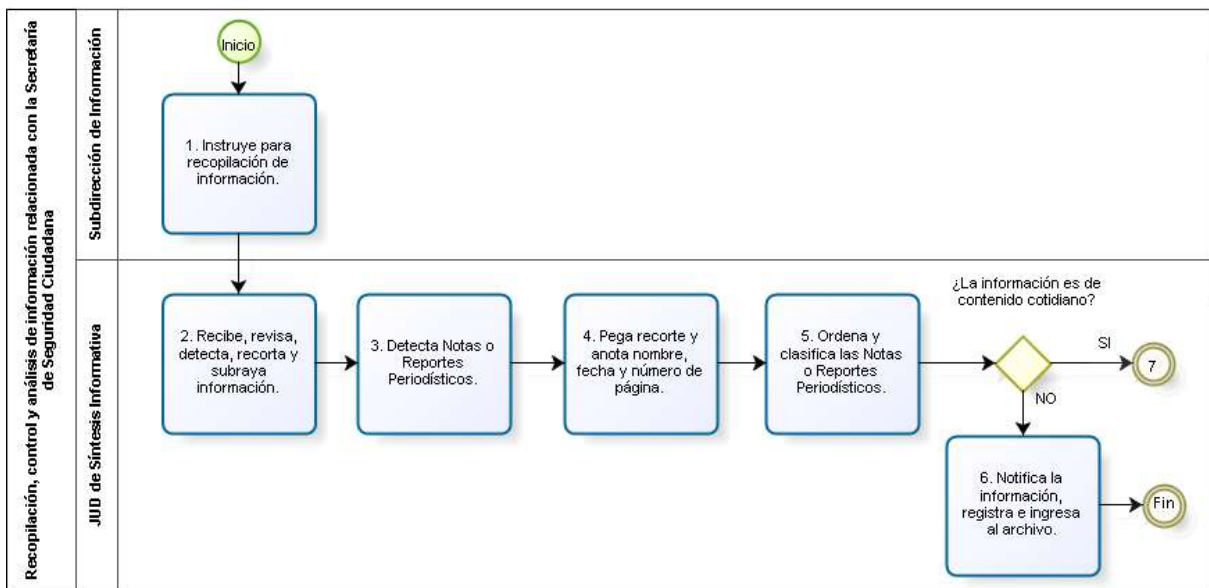 Recopilación, control y análisis de información relacionada con la Secretaría
de Seguridad Ciudadana
Subdirección de Información
Inicio
1. Instruye para
recopilación de
información.
JUD de Síntesis Informativa
2. Recibe, revisa,
detecta, recorta y
subraya
información.
3. Detecta Notas o
Reportes
Periodísticos.
4. Pega recorte y
anota nombre,
fecha y número de
página.
5. Ordena y
clasifica las Notas
o Reportes
Periodísticos.
¿La información es de
contenido cotidiano?
SI
7
NO
6. Notifica la
información,
registra e ingresa
al archivo.
Fin